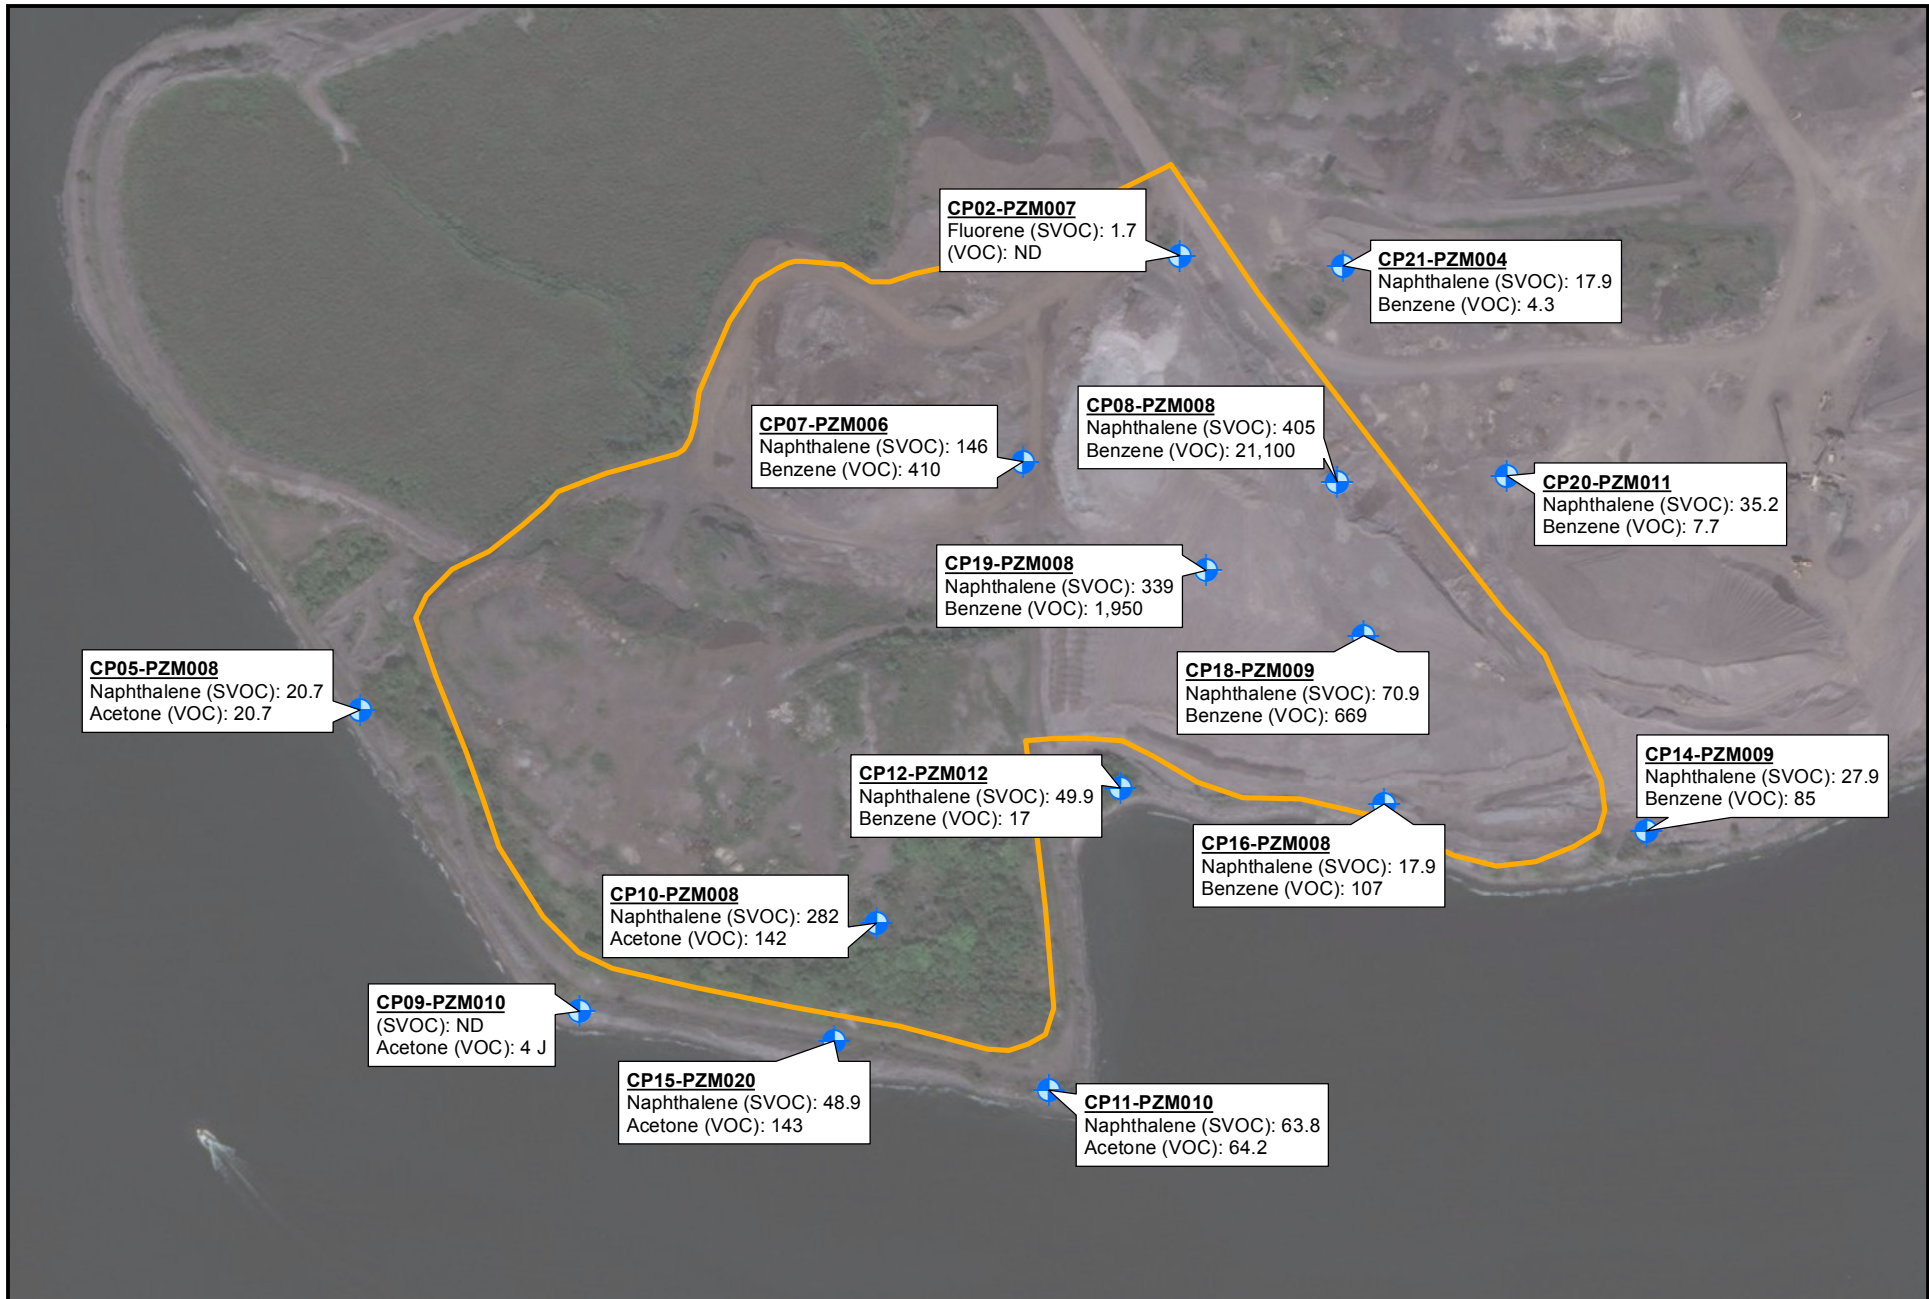 CP02-PZM007
Fluorene (SVOC): 1.7
(VOC): ND
CP21-PZM004
Naphthalene (SVOC): 17.9
Benzene (VOC): 4.3
CP07-PZM006
Naphthalene (SVOC): 146
Benzene (VOC): 410
CP08-PZM008
Naphthalene (SVOC): 405
Benzene (VOC): 21,100
CP20-PZM011
Naphthalene (SVOC): 35.2
Benzene (VOC): 7.7
CP19-PZM008
Naphthalene (SVOC): 339
Benzene (VOC): 1,950
CP05-PZM008
Naphthalene (SVOC): 20.7
Acetone (VOC): 20.7
CP18-PZM009
Naphthalene (SVOC): 70.9
Benzene (VOC): 669
CP14-PZM009
Naphthalene (SVOC): 27.9
Benzene (VOC): 85
CP12-PZM012
Naphthalene (SVOC): 49.9
Benzene (VOC): 17
CP16-PZM008
Naphthalene (SVOC): 17.9
Benzene (VOC): 107
CP10-PZM008
Naphthalene (SVOC): 282
Acetone (VOC): 142
CP09-PZM010
(SVOC): ND
Acetone (VOC): 4 J
CP15-PZM020
Naphthalene (SVOC): 48.9
Acetone (VOC): 143
CP11-PZM010
Naphthalene (SVOC): 63.8
Acetone (VOC): 64.2